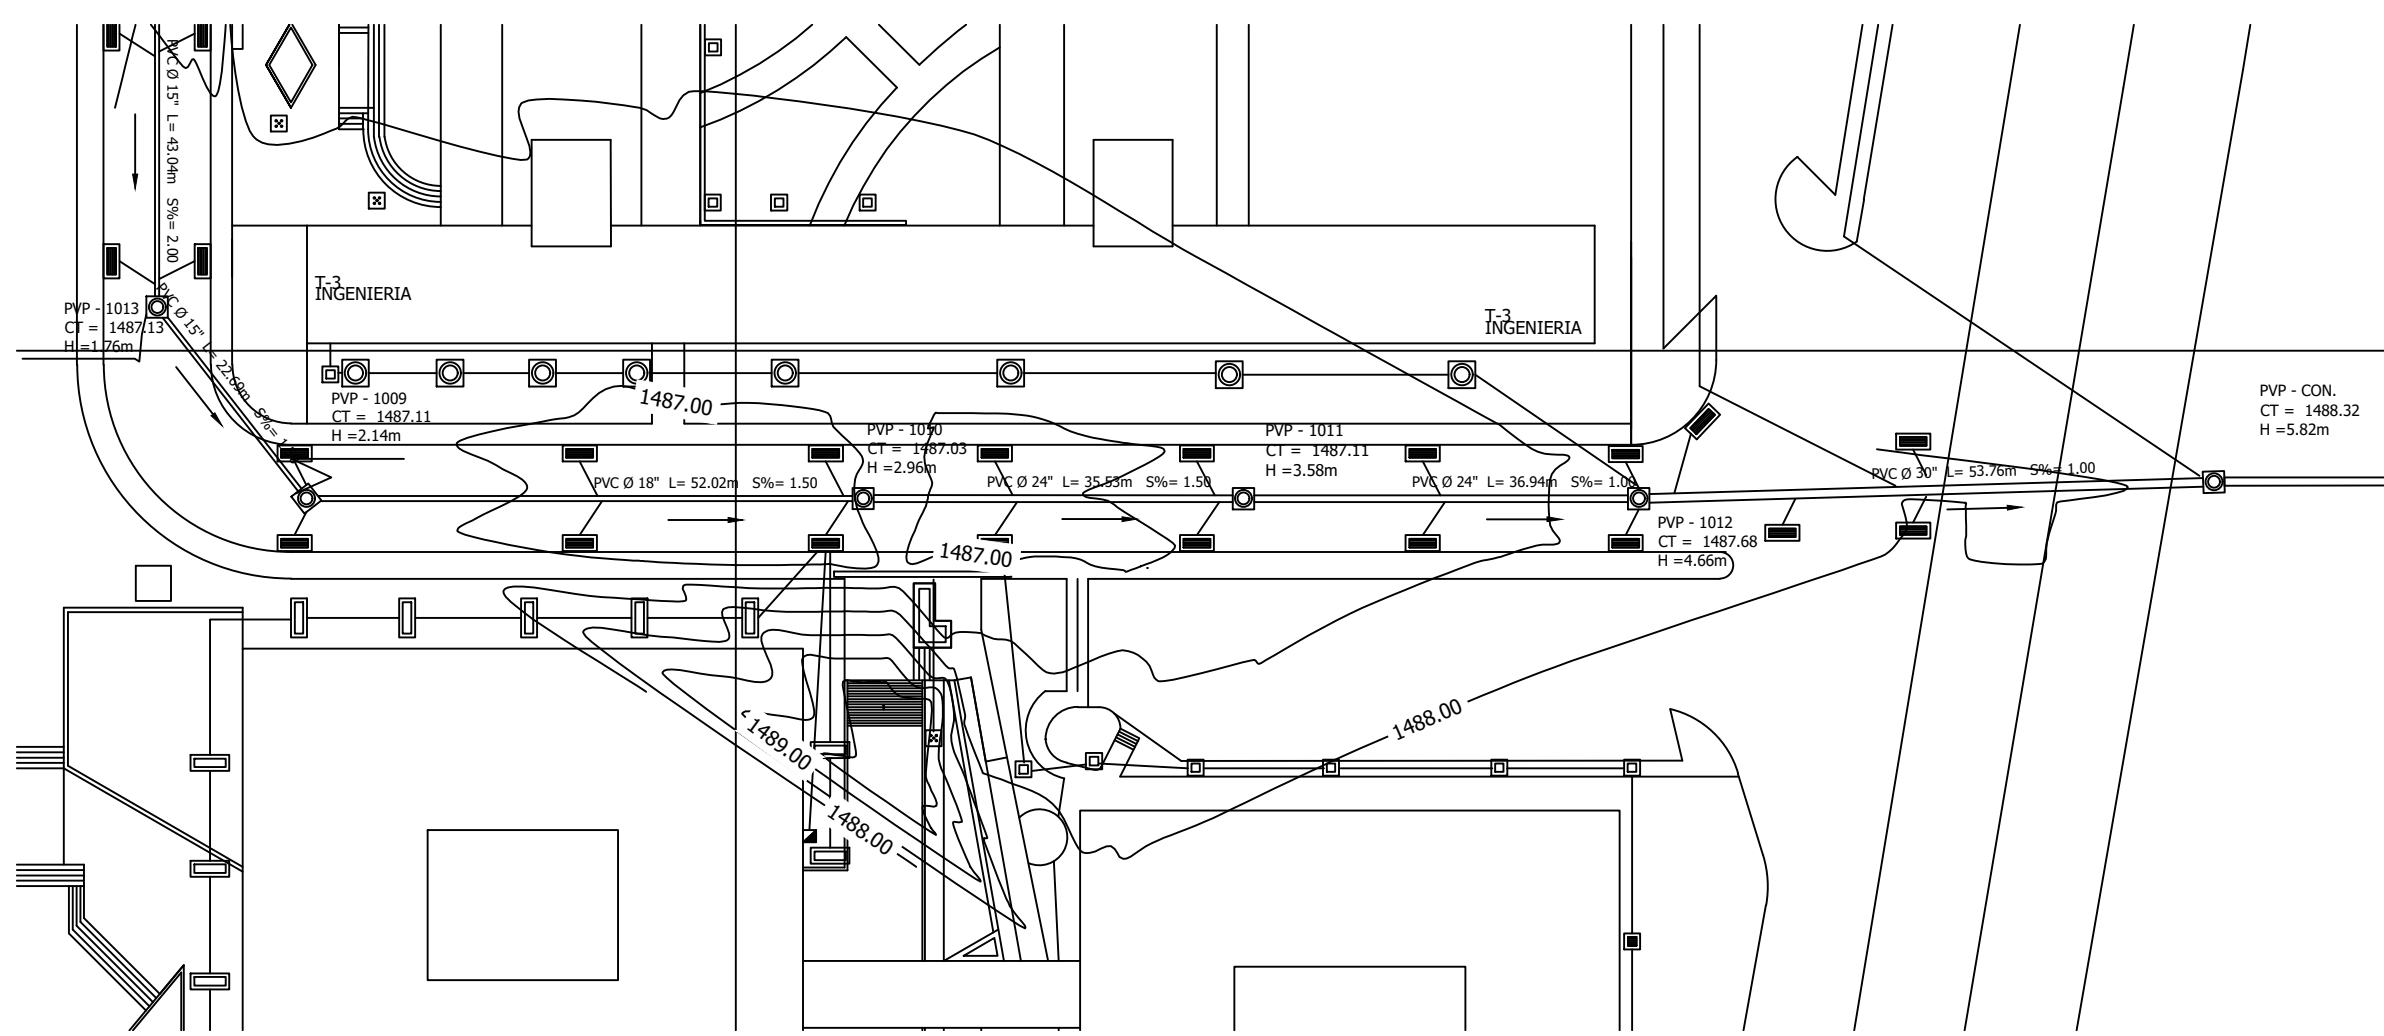 PVC Ø 15" L= 43.04m S%= 2.00
T-3
INGENIERIA
T-3
INGENIERIA
PVP - 1013
CT = 1487.13
H =1.76m
PVC Ø 15" L= 22.69m S%= 1
PVP - 1009
CT = 1487.11
H =2.14m
1487.00
PVP - 1010
CT = 1487.03
H =2.96m
PVP - 1011
CT = 1487.11
H =3.58m
PVP - CON.
CT = 1488.32
H =5.82m
PVC Ø 18" L= 52.02m S%= 1.50
PVC Ø 24" L= 35.53m S%= 1.50
PVC Ø 24" L= 36.94m S%= 1.00
PVC Ø 30" L= 53.76m S%= 1.00
PVP - 1012
CT = 1487.68
H =4.66m
1487.00
1488.00
1489.00
1488.00